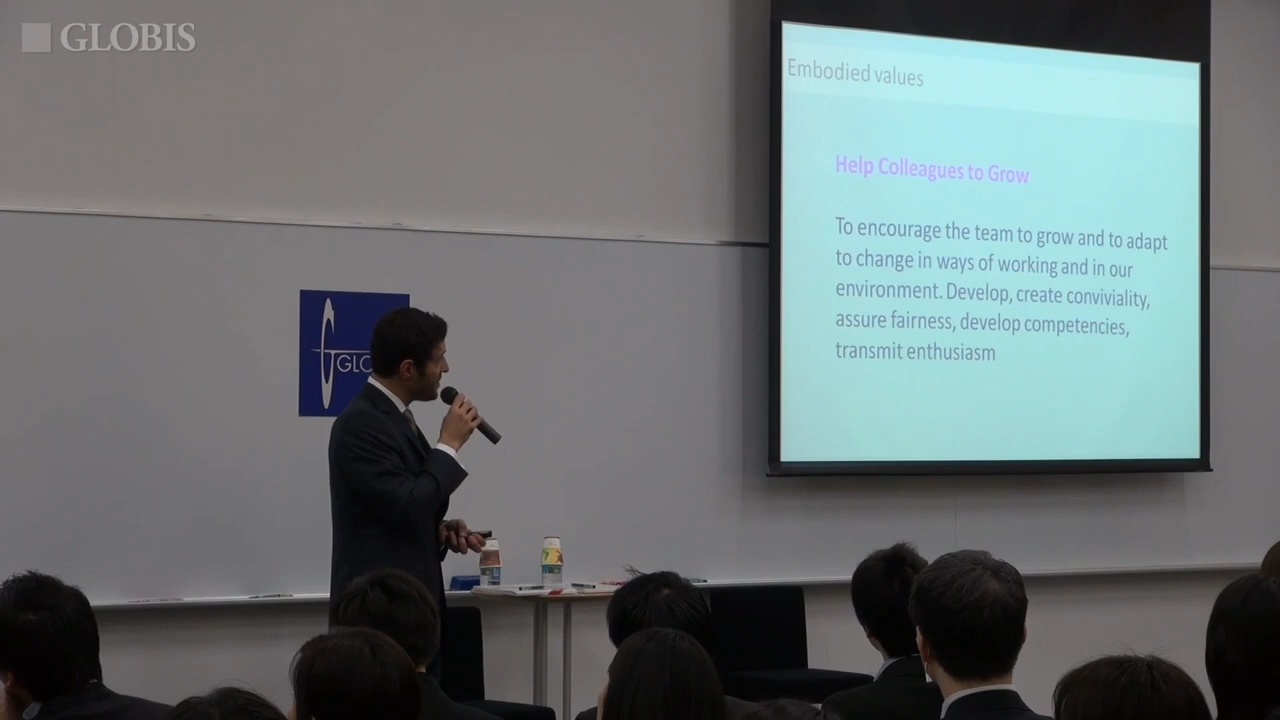 GLOBIS
Embodied values
Help Colleagues to Grow
To encourage the team to grow and to adapt
to change in ways of working and in our
environment. Develop, create conviviality,
assure fairness, develop competencies,
transmit enthusiasm
GLO